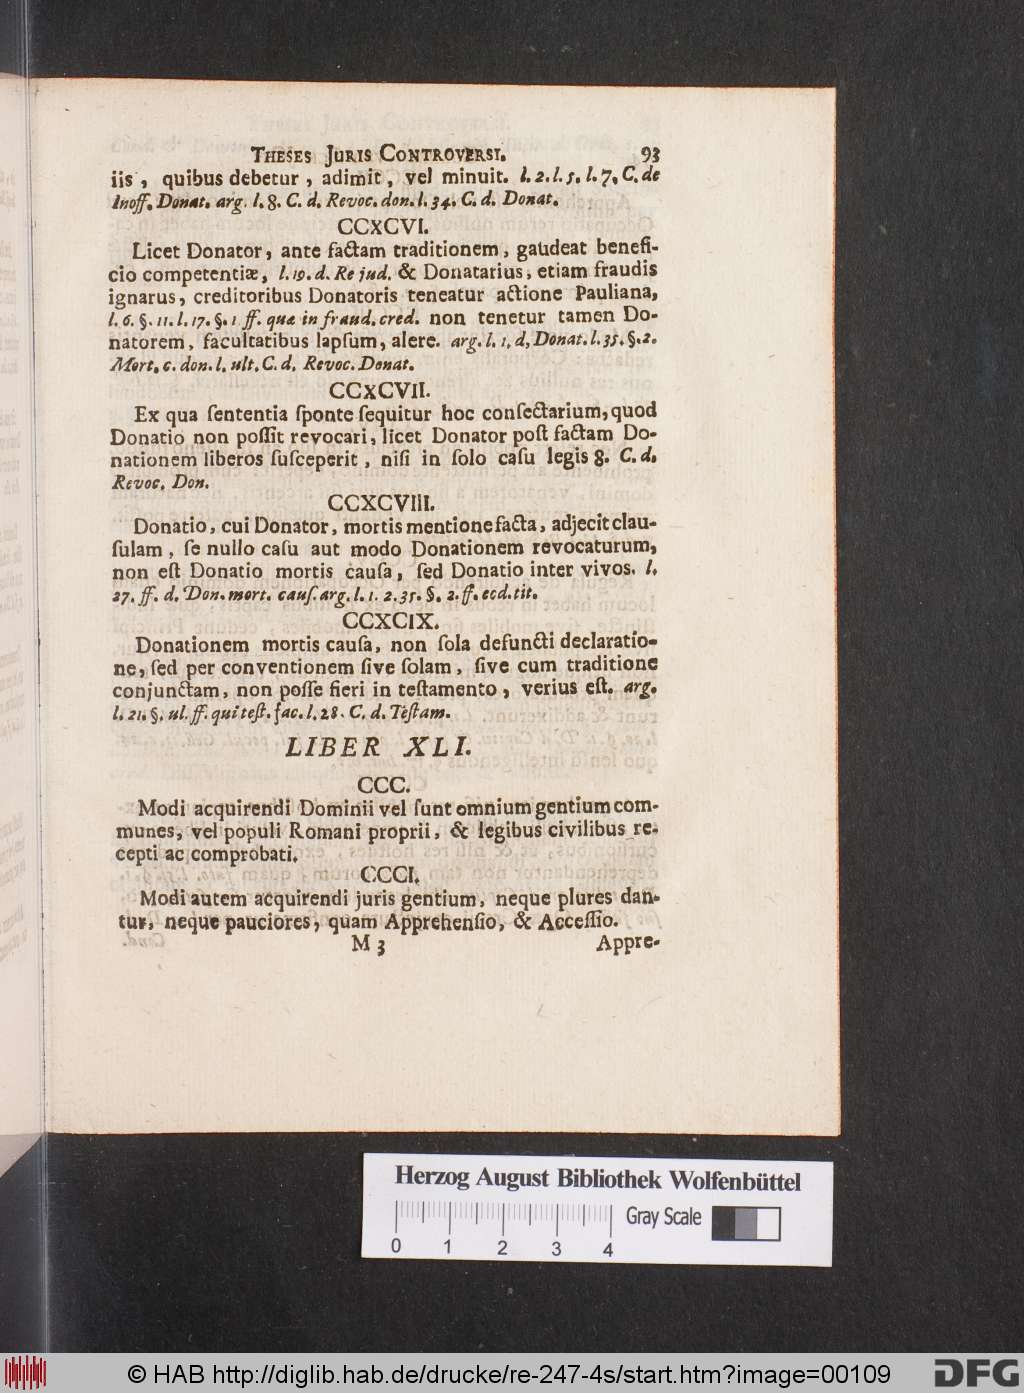 THESES JURIS CONTROVERSI. 93
iis, quibus debetur, adimit, vel minuit. l. 2. l. 5. l. 7. C. de
Inoff. Donat. arg. l. 8. C. d. Revoc. don. l. 34. C. d. Donat.
CCXCVI.
Licet Donator, ante factam traditionem, gaudeat benefi-
cio competentiæ, l. 19. d. Re jud. & Donatarius, etiam fraudis
ignarus, creditoribus Donatoris teneatur actione Pauliana,
l. 6. §. 11. l. 17. §. 1 ff. quæ in fraud. cred. non tenetur tamen Do-
natorem, facultatibus lapſum, alere. arg. l. 1, d, Donat. l. 35. §. 2.
Mort. c. don. l. ult. C. d. Revoc. Donat.
CCXCVII.
Ex qua ſententia ſponte ſequitur hoc conſectarium, quod
Donatio non poſſit revocari, licet Donator poſt factam Do-
nationem liberos ſuſceperit, niſi in ſolo caſu legis 8. C. d.
Revoc. Don.
CCXCVIII.
Donatio, cui Donator, mortis mentione facta, adjecit clau-
ſulam, ſe nullo caſu aut modo Donationem revocaturum,
non eſt Donatio mortis cauſa, ſed Donatio inter vivos. l.
27. ff. d. Don. mort. cauſ. arg. l. 1. 2. 35. §. 2. ff. ecd. tit.
CCXCIX.
Donationem mortis cauſa, non ſola defuncti declaratio-
ne, ſed per conventionem ſive ſolam, ſive cum traditione
conjunctam, non poſſe fieri in teſtamento, verius eſt. arg.
l. 21. §. ul. ff. qui teſt. fac. l. 28. C. d. Teſtam.
LIBER XLI.
CCC.
Modi acquirendi Dominii vel ſunt omnium gentium com-
munes, vel populi Romani proprii, & legibus civilibus re-
cepti ac comprobati.
CCCI.
Modi autem acquirendi juris gentium, neque plures dan-
tur, neque pauciores, quam Apprehenſio, & Acceſſio.
M 3 Appre-
Herzog August Bibliothek Wolfenbüttel
Gray Scale
0 1 2 3 4
© HAB http://diglib.hab.de/drucke/re-247-4s/start.htm?image=00109
DFG